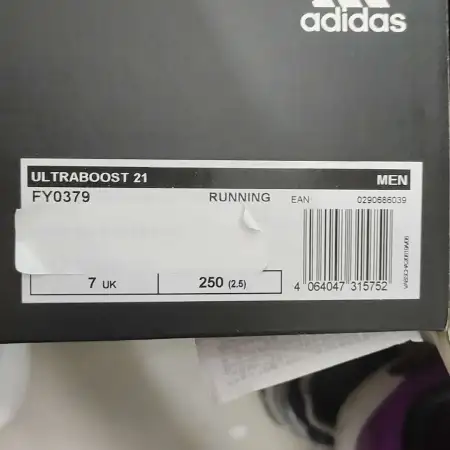 adidas
ULTRABOOST 21 MEN
FY0379 RUNNING EAN 0290686039
7 UK 250 (2.5)
4 064047 315752